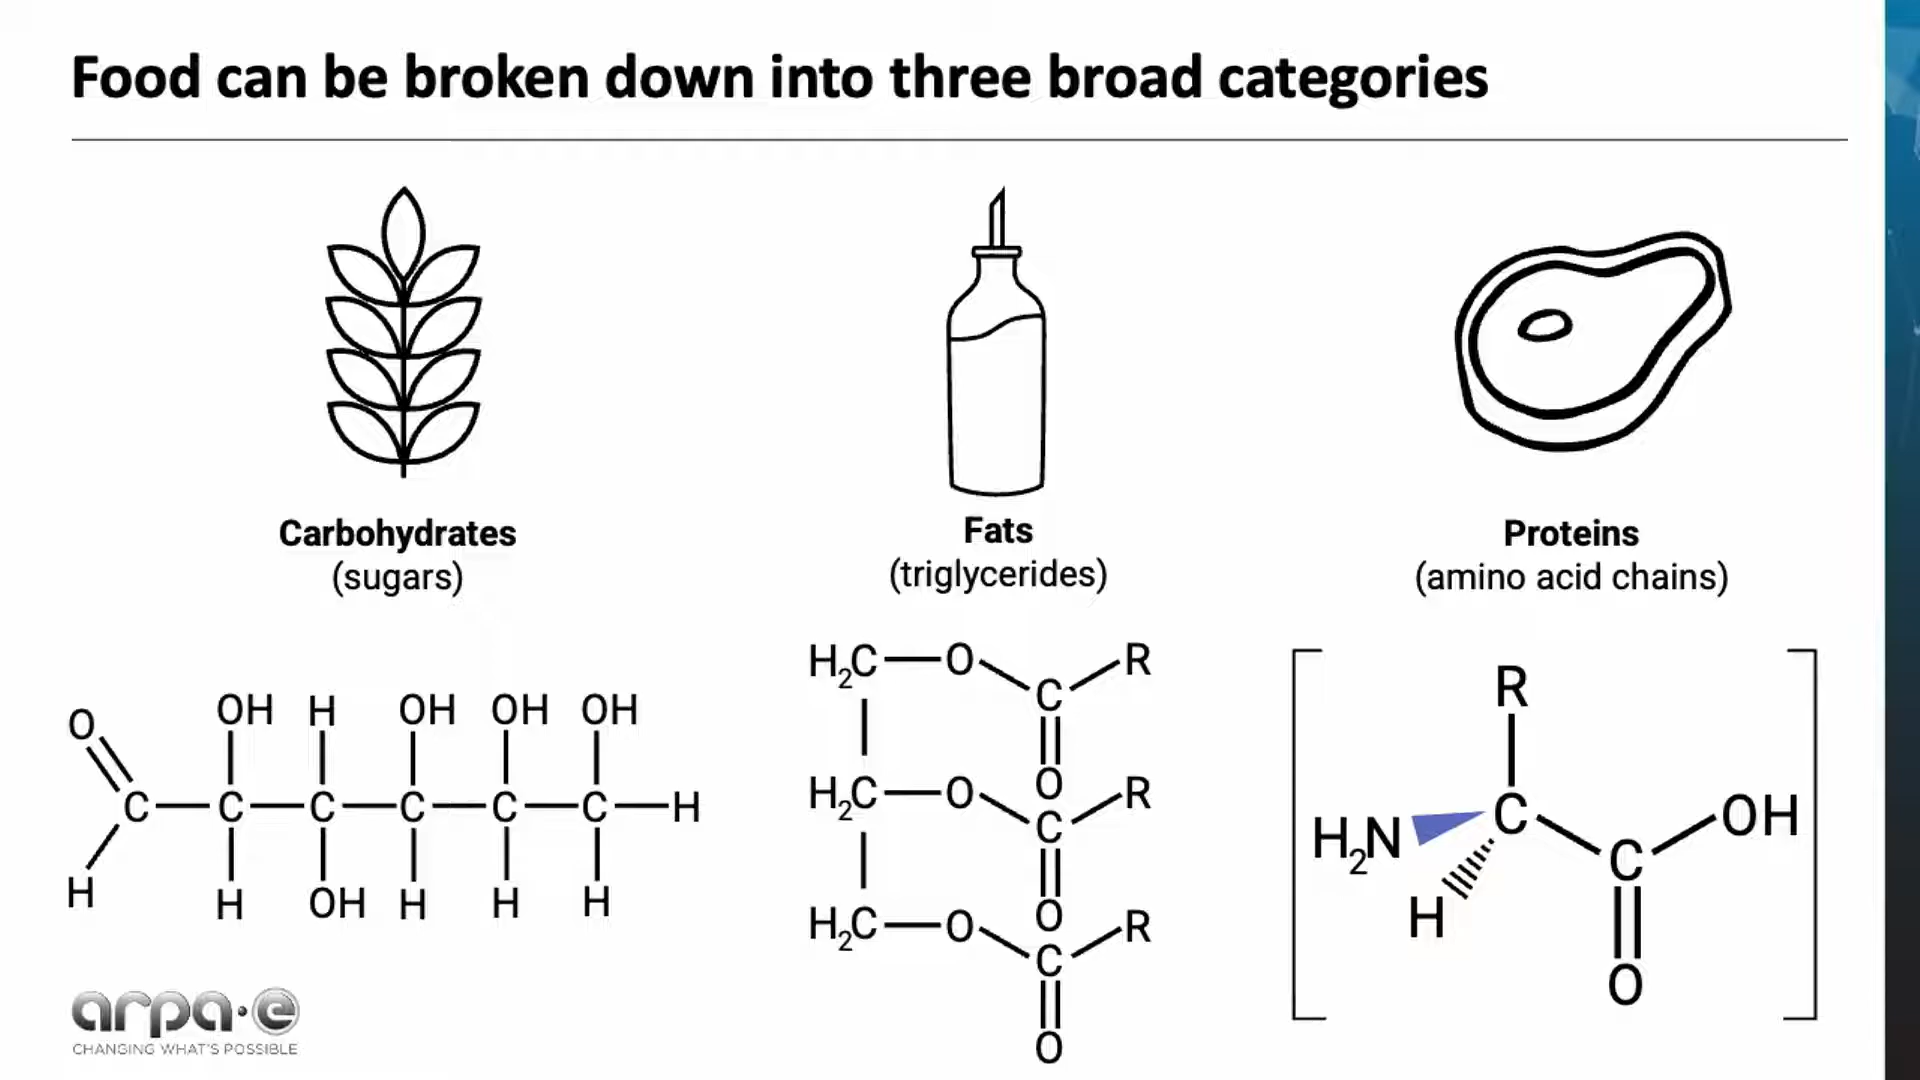 Food can be broken down into three broad categories
Carbohydrates
(sugars)
Fats
(triglycerides)
Proteins
(amino acid chains)
O OH H OH OH OH
C C C C C C H
H H OH H H H
H₂C O C R
O
H₂C O C R
O
H₂C O C R
O
R
H₂N C C OH
H
O
arpa·e
CHANGING WHAT'S POSSIBLE